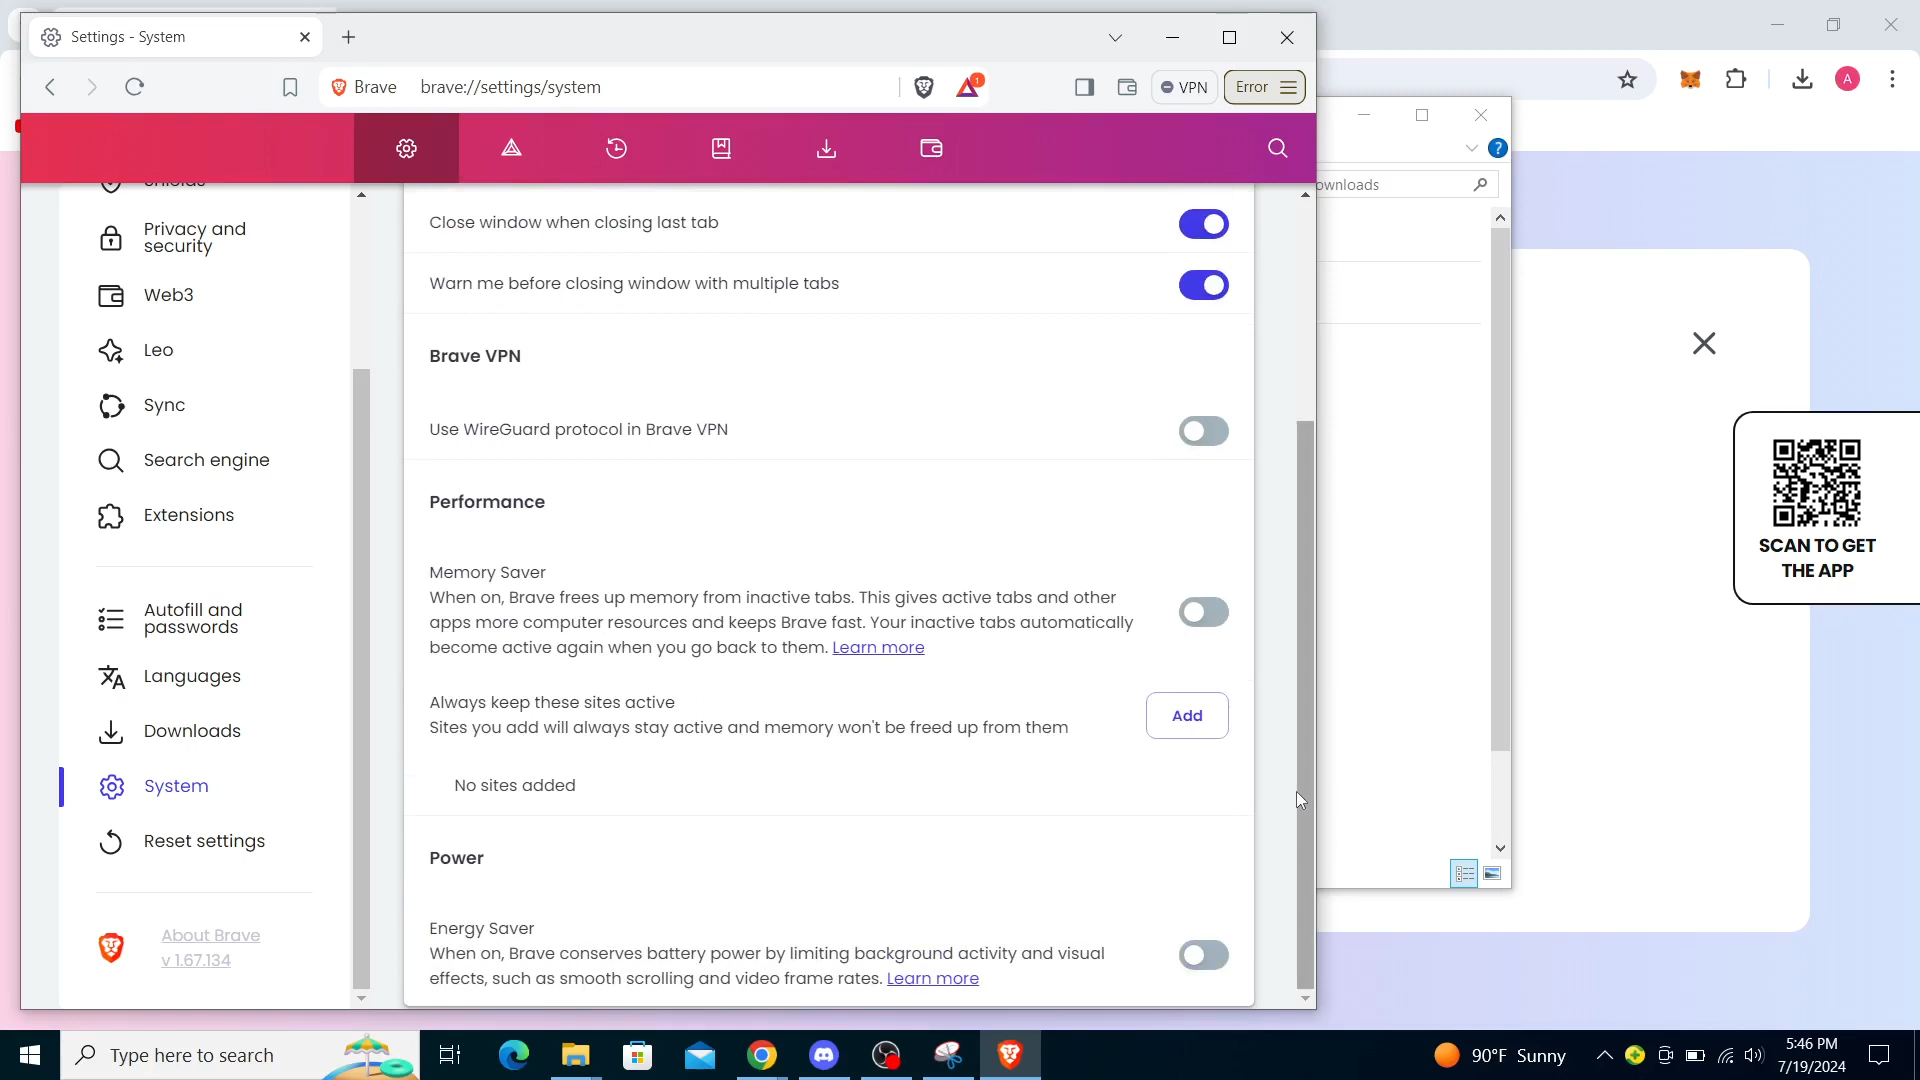 Settings - System
Brave brave://settings/system
1
VPN
Error
ownloads
Privacy and
security
Web3
Leo
Sync
Search engine
Extensions
Autofill and
passwords
Languages
Downloads
System
Reset settings
About Brave
v 1.67.134
Close window when closing last tab
Warn me before closing window with multiple tabs
Brave VPN
Use WireGuard protocol in Brave VPN
Performance
Memory Saver
When on, Brave frees up memory from inactive tabs. This gives active tabs and other
apps more computer resources and keeps Brave fast. Your inactive tabs automatically
become active again when you go back to them. Learn more
Always keep these sites active
Sites you add will always stay active and memory won't be freed up from them
Add
No sites added
Power
Energy Saver
When on, Brave conserves battery power by limiting background activity and visual
effects, such as smooth scrolling and video frame rates. Learn more
A
?
SCAN TO GET
THE APP
Type here to search
90°F Sunny
5:46 PM
7/19/2024